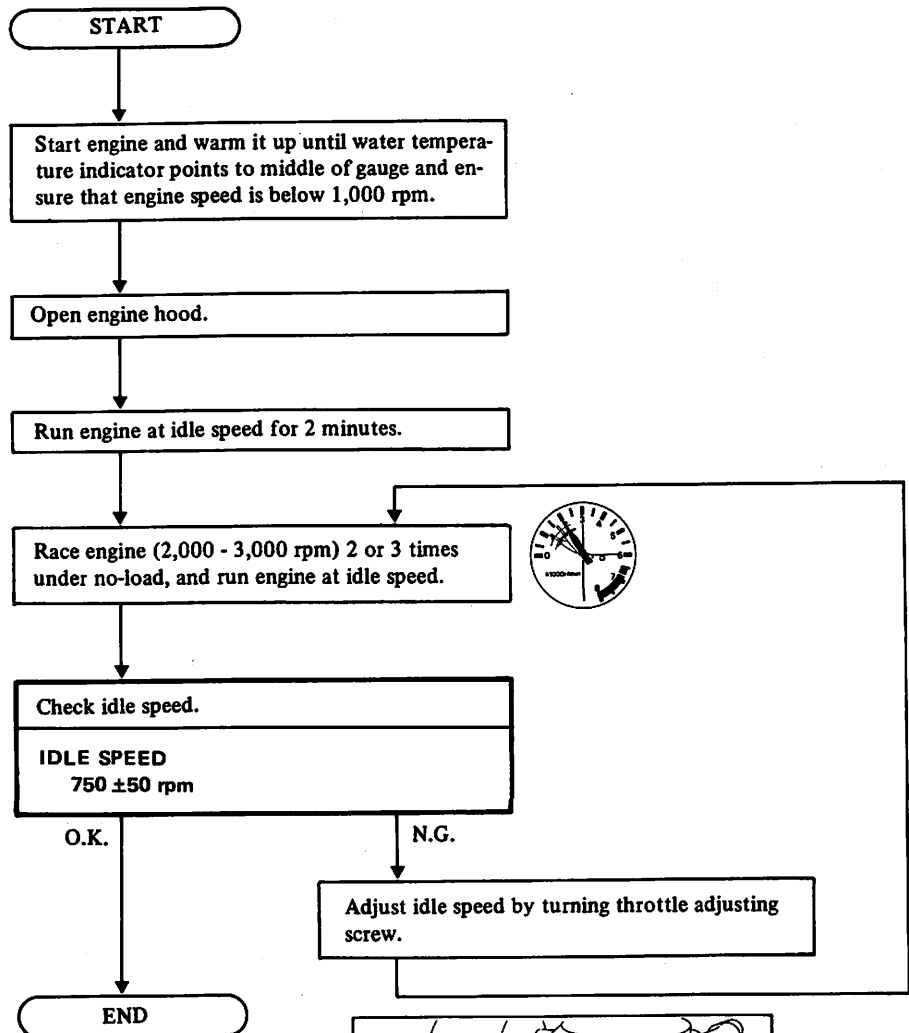 START
Start engine and warm it up until water tempera-
ture indicator points to middle of gauge and en-
sure that engine speed is below 1,000 rpm.
Open engine hood.
Run engine at idle speed for 2 minutes.
Race engine (2,000 - 3,000 rpm) 2 or 3 times
under no-load, and run engine at idle speed.
Check idle speed.
IDLE SPEED
750 ±50 rpm
O.K.
N.G.
Adjust idle speed by turning throttle adjusting
screw.
END